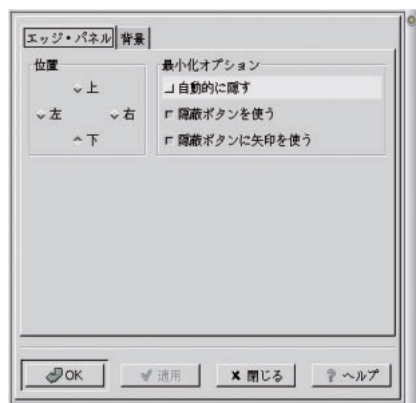 エッジ・パネル 背景
位置
上
左 右
下
最小化オプション
自動的に隠す
隠蔽ボタンを使う
隠蔽ボタンに矢印を使う
OK 適用 閉じる ヘルプ